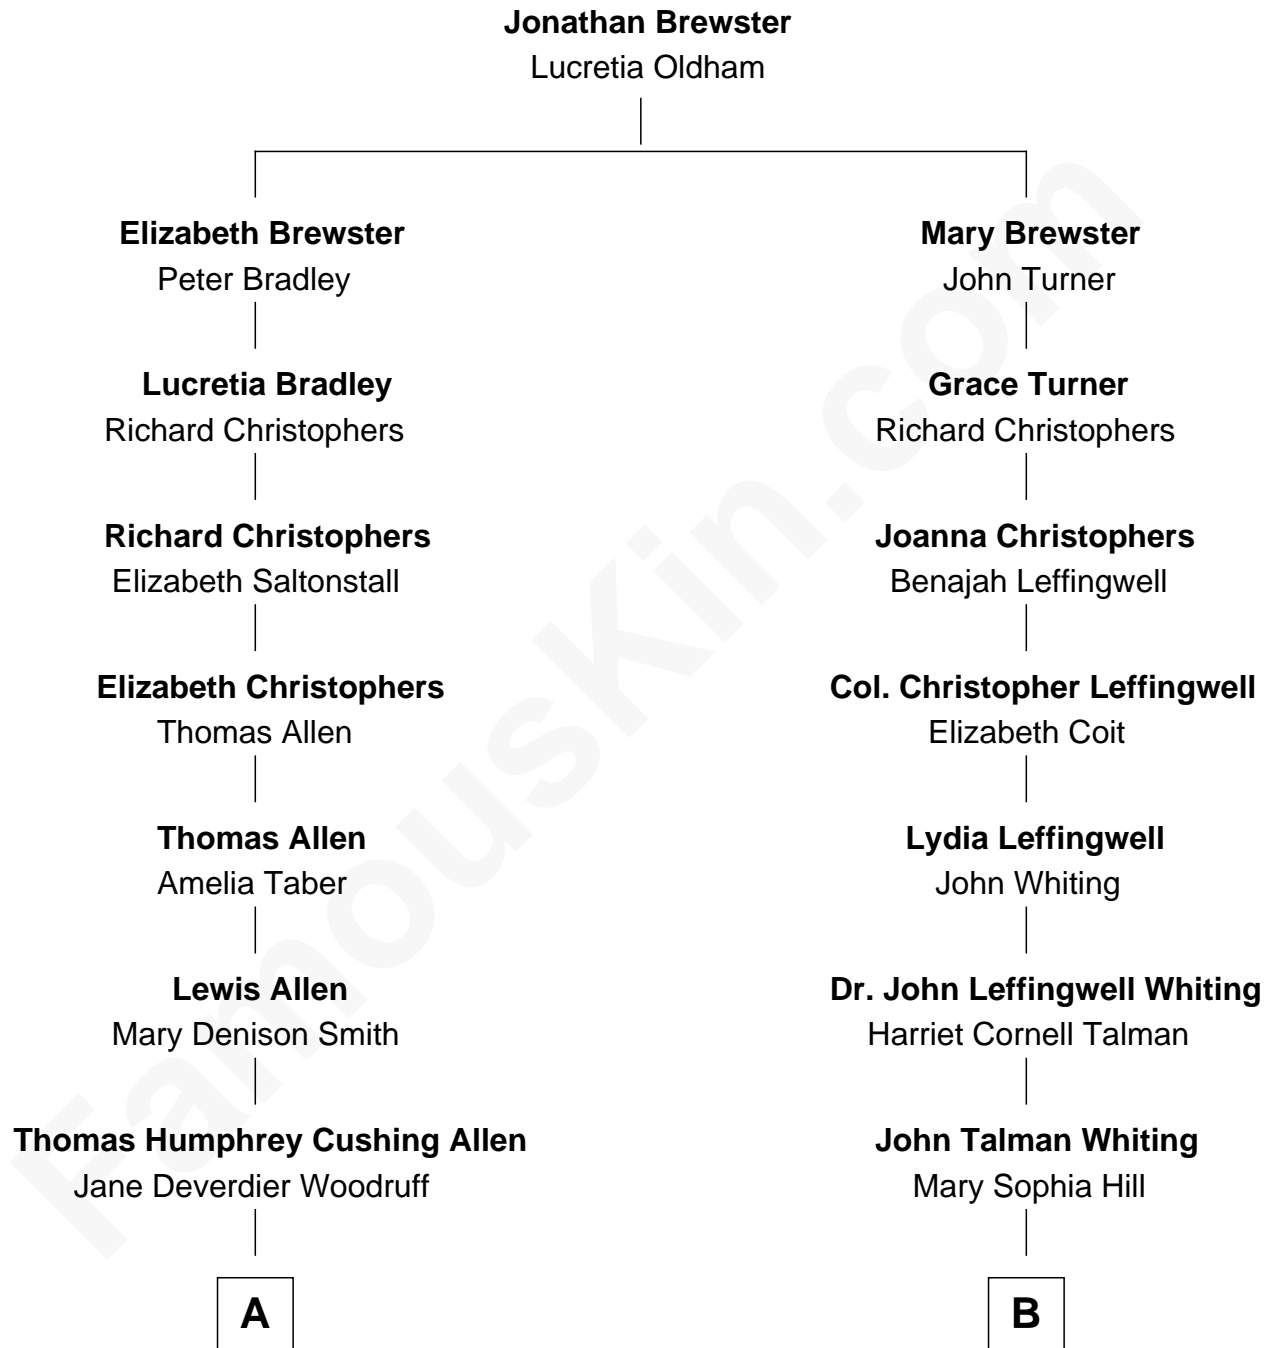 Jonathan Brewster
Lucretia Oldham
Elizabeth Brewster
Peter Bradley
Mary Brewster
John Turner
Lucretia Bradley
Richard Christophers
Grace Turner
Richard Christophers
Richard Christophers
Elizabeth Saltonstall
Joanna Christophers
Benajah Leffingwell
Elizabeth Christophers
Thomas Allen
Col. Christopher Leffingwell
Elizabeth Coit
Thomas Allen
Amelia Taber
Lydia Leffingwell
John Whiting
Lewis Allen
Mary Denison Smith
Dr. John Leffingwell Whiting
Harriet Cornell Talman
Thomas Humphrey Cushing Allen
Jane Deverdier Woodruff
John Talman Whiting
Mary Sophia Hill
A
B
FamousKin.com